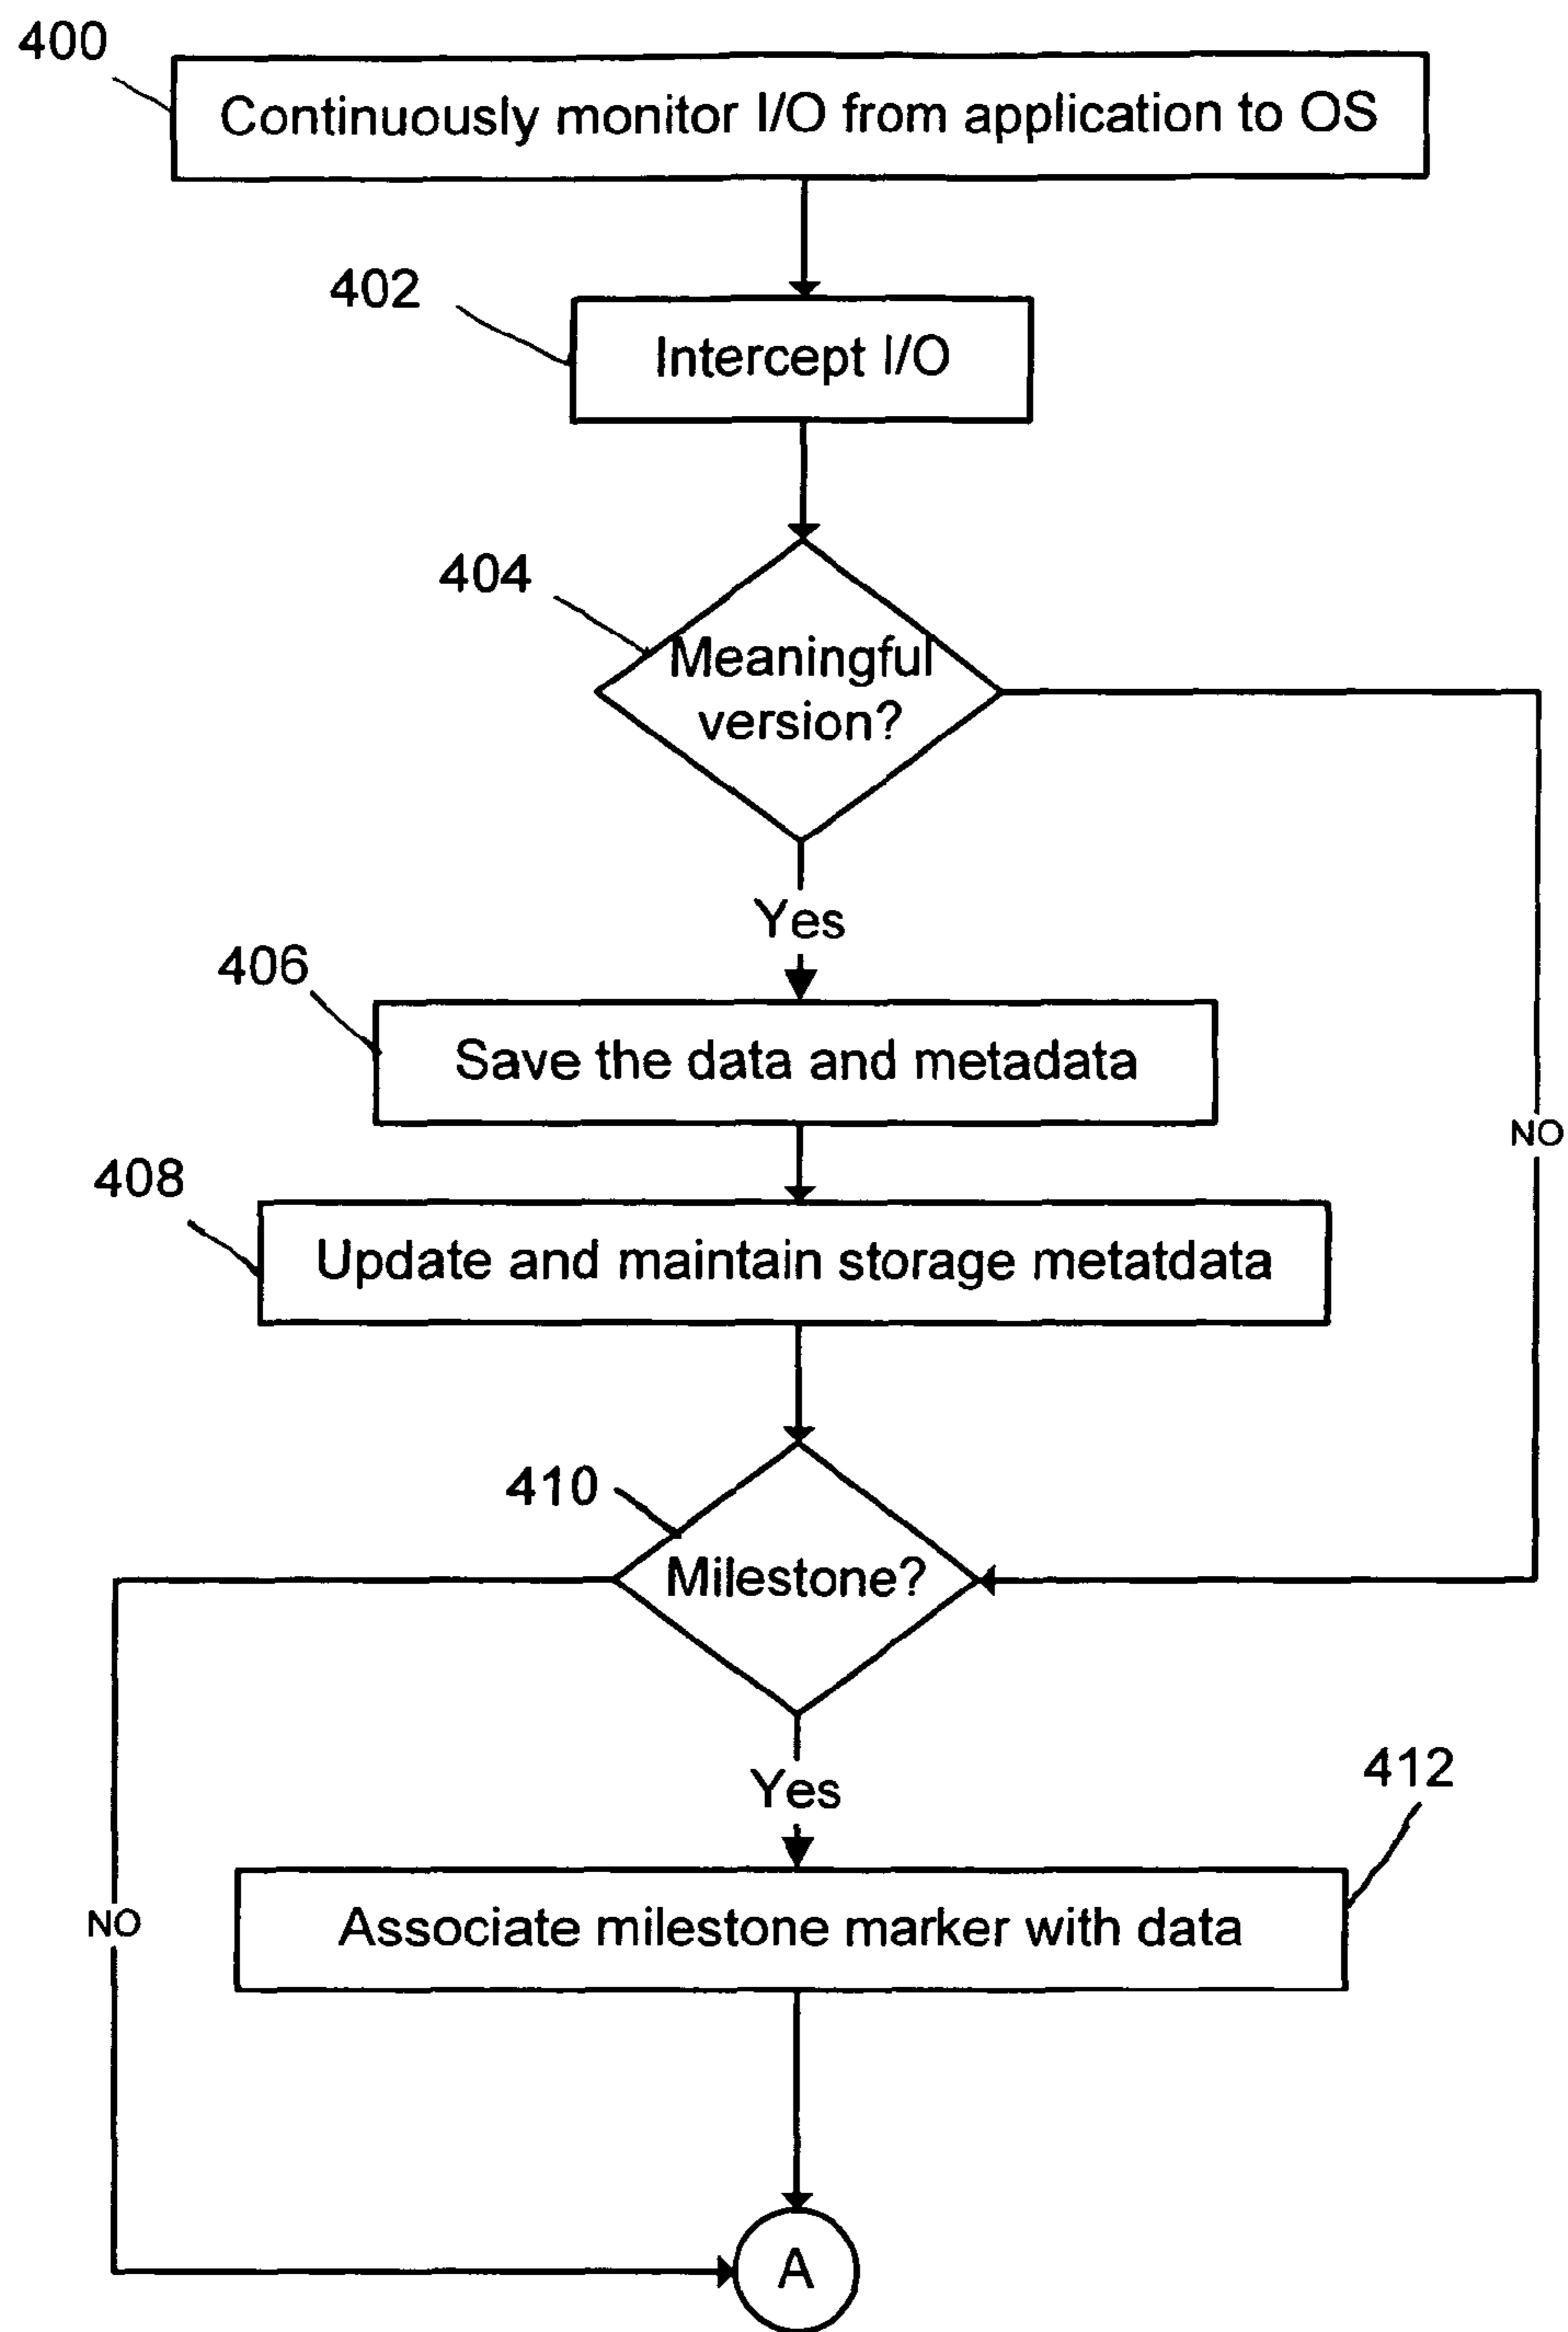 400
Continuously monitor I/O from application to OS
402
Intercept I/O
404
Meaningful
version?
Yes
406
Save the data and metadata
NO
408
Update and maintain storage metatdata
410
Milestone?
Yes
412
NO
Associate milestone marker with data
A